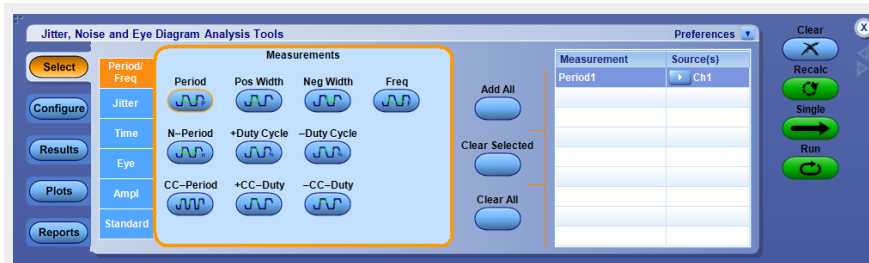 Jitter, Noise and Eye Diagram Analysis Tools
Preferences
Clear
X
Select
Configure
Results
Plots
Reports
Period/
Freq
Jitter
Time
Eye
Ampl
Standard
Measurements
Period Pos Width Neg Width Freq
N–Period +Duty Cycle –Duty Cycle
CC–Period +CC–Duty –CC–Duty
Add All
Clear Selected
Clear All
Measurement Source(s)
Period1 Ch1
Recalc
Single
Run